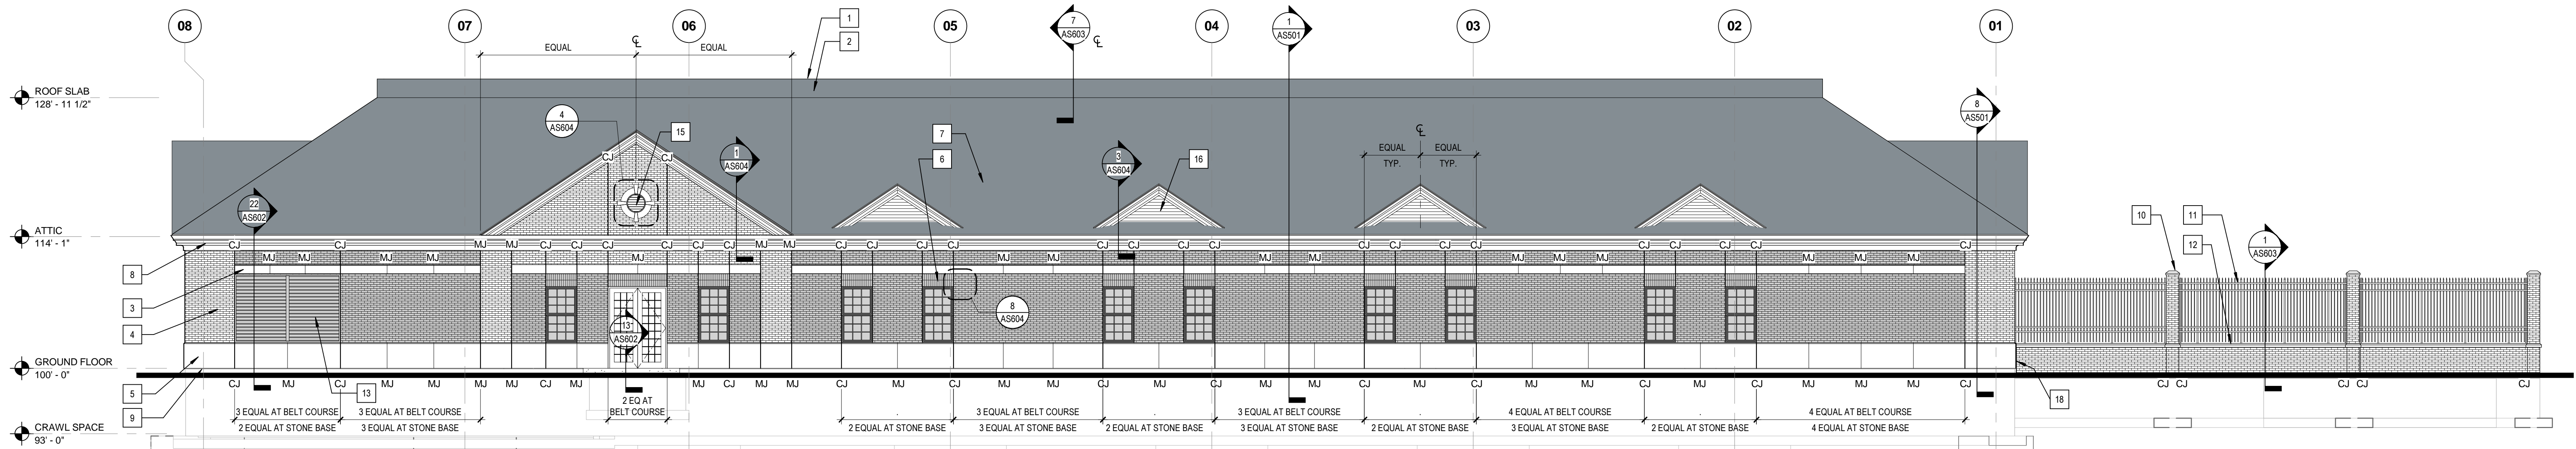 08
07
06
05
04
03
02
01
1
2
7
AS603
℄
1
AS501
EQUAL
℄
EQUAL
ROOF SLAB
128' - 11 1/2"
4
AS604
15
7
6
1
AS604
3
AS604
16
℄
EQUAL
EQUAL
TYP.
TYP.
8
AS501
CJ
CJ
22
AS602
10
11
12
1
AS603
ATTIC
114' - 1"
CJ CJ MJ MJ CJ CJ CJ CJ CJ CJ MJ MJ CJ CJ CJ CJ CJ CJ CJ CJ CJ CJ CJ CJ CJ CJ CJ CJ CJ
MJ MJ MJ MJ MJ MJ MJ MJ MJ MJ MJ MJ MJ MJ MJ MJ
8
3
4
5
9
13
8
AS604
13
AS602
18
GROUND FLOOR
100' - 0"
CJ MJ CJ MJ MJ MJ MJ CJ MJ MJ CJ MJ MJ CJ MJ CJ MJ MJ CJ MJ CJ MJ MJ CJ MJ CJ MJ MJ CJ MJ CJ MJ MJ MJ CJ
CJ CJ CJ CJ CJ
3 EQUAL AT BELT COURSE
2 EQUAL AT STONE BASE
3 EQUAL AT BELT COURSE
3 EQUAL AT STONE BASE
2 EQ AT
BELT COURSE
.
2 EQUAL AT STONE BASE
3 EQUAL AT BELT COURSE
3 EQUAL AT STONE BASE
.
2 EQUAL AT STONE BASE
3 EQUAL AT BELT COURSE
3 EQUAL AT STONE BASE
.
2 EQUAL AT STONE BASE
4 EQUAL AT BELT COURSE
3 EQUAL AT STONE BASE
.
2 EQUAL AT STONE BASE
4 EQUAL AT BELT COURSE
4 EQUAL AT STONE BASE
CRAWL SPACE
93' - 0"